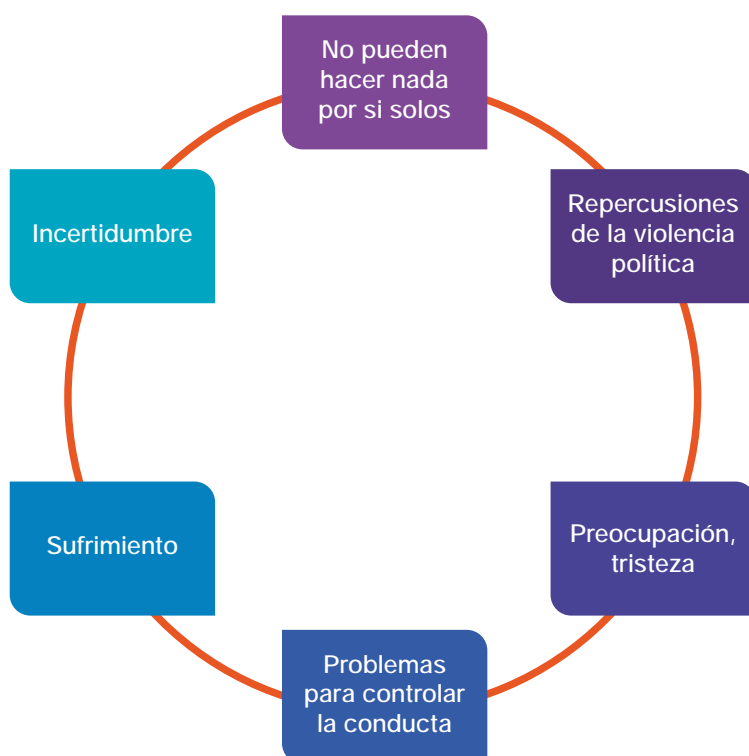 No pueden
hacer nada
por si solos
Repercusiones
de la violencia
política
Preocupación,
tristeza
Problemas
para controlar
la conducta
Sufrimiento
Incertidumbre